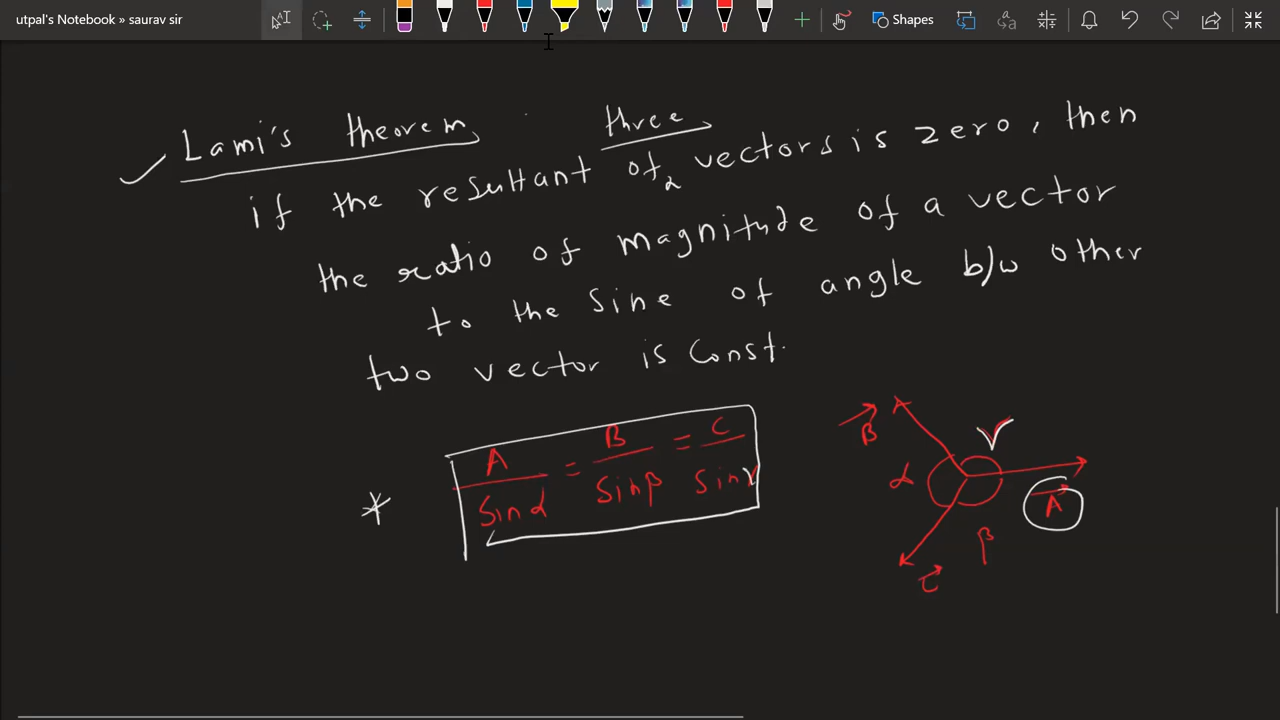 utpal's Notebook » saurav sir
Shapes
Lami's theorem
if the resultant of three vectors is zero, then
the ratio of magnitude of a vector
to the sine of angle b/w other
two vector is const.
* A/Sinα = B/Sinβ = C/Sinγ
B
γ
α
A
β
C